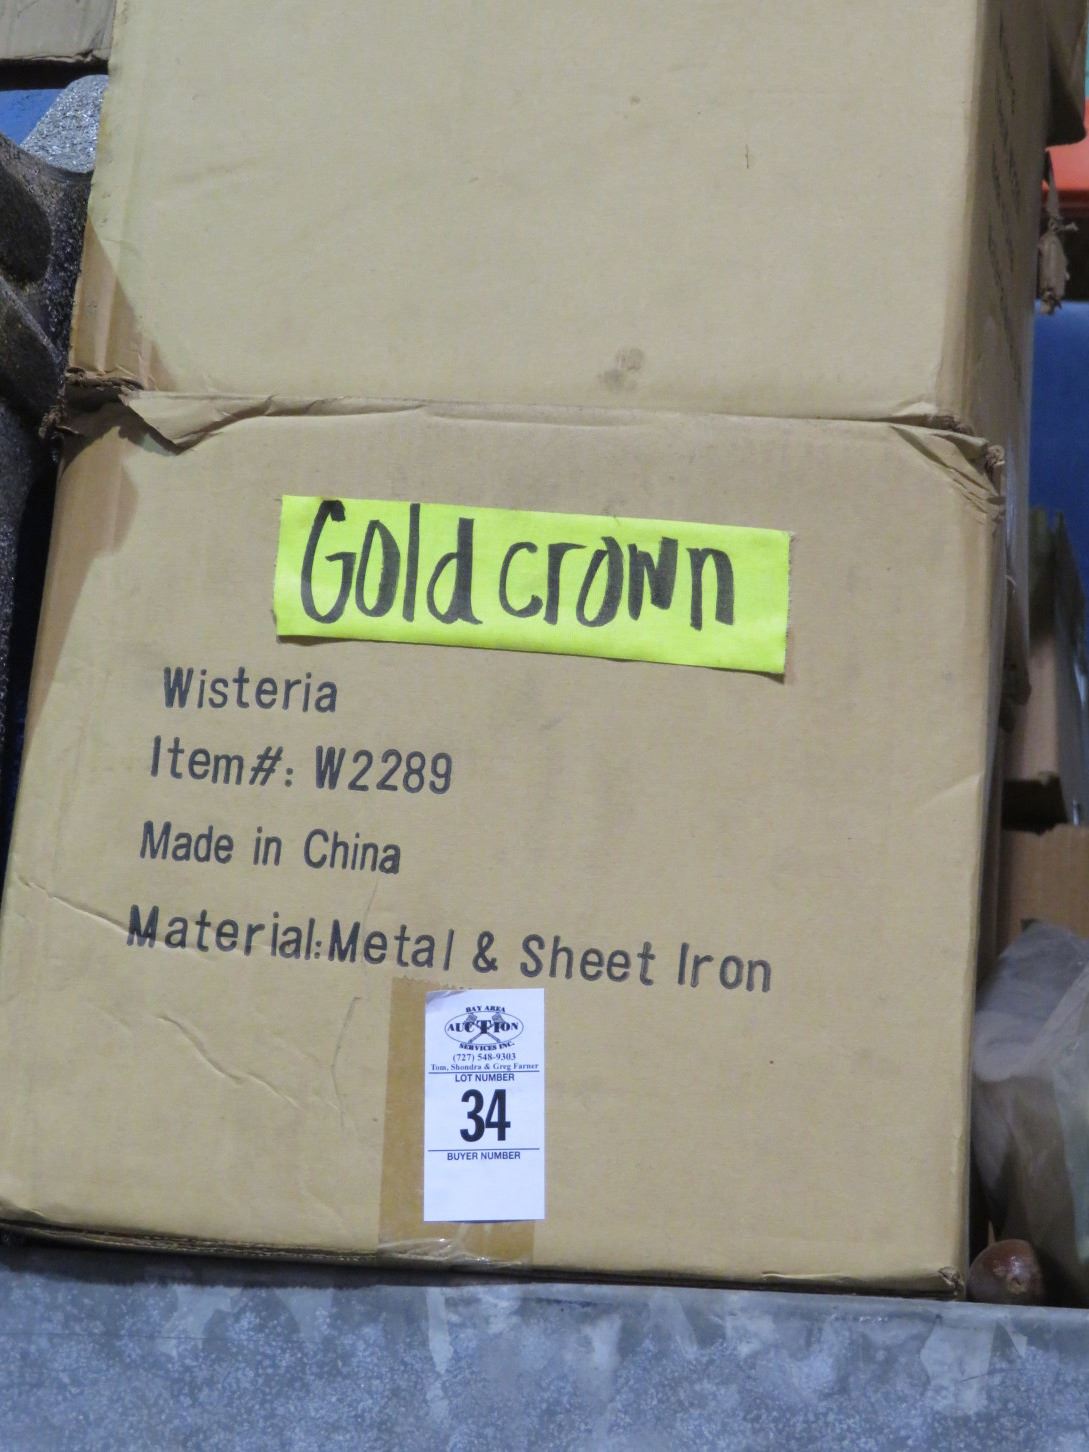 Gold crown
Wisteria
Item#: W2289
Made in China
Material:Metal & Sheet Iron
BAY AREA
AUCTION
SERVICES INC.
(727) 548-9303
Tom, Shondra & Greg Farner
LOT NUMBER
34
BUYER NUMBER